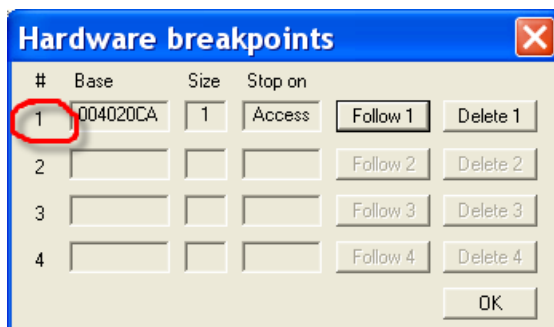 Hardware breakpoints
# Base Size Stop on
1 004020CA 1 Access Follow 1 Delete 1
2 Follow 2 Delete 2
3 Follow 3 Delete 3
4 Follow 4 Delete 4
OK